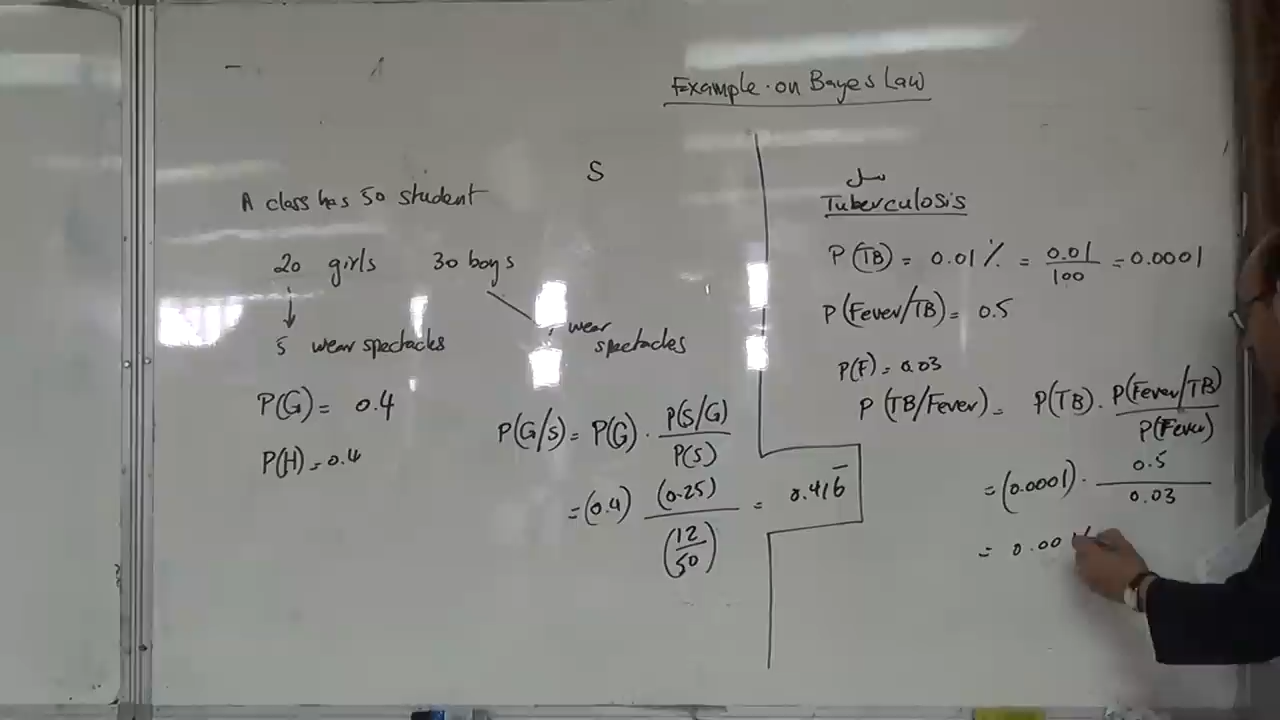 Example on Bayes Law
S
A class has 50 student
20 girls 30 boys
5 wear spectacles
wear spectacles
P(G) = 0.4
P(H) = 0.4
P(G/S) = P(G) · P(S/G) / P(S)
= (0.4) (0.25) / (12/50) = 0.416̅
سل
Tuberculosis
P(TB) = 0.01% = 0.01/100 = 0.0001
P(Fever/TB) = 0.5
P(F) = 0.03
P(TB/Fever) = P(TB) · P(Fever/TB) / P(Fever)
= (0.0001) · 0.5 / 0.03
= 0.001